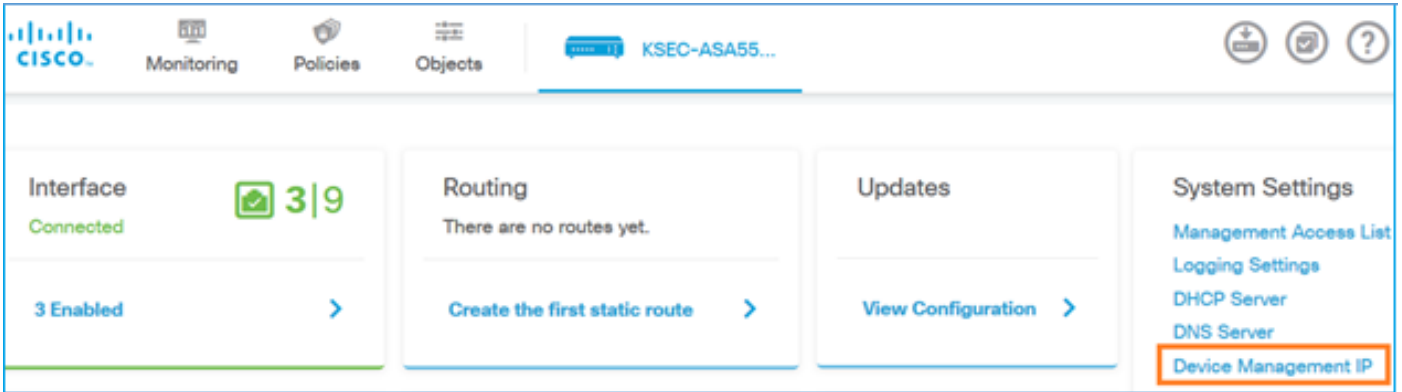 CISCO
Monitoring
Policies
Objects
KSEC-ASA55...
?
Interface
3|9
Connected
3 Enabled
Routing
There are no routes yet.
Create the first static route
Updates
View Configuration
System Settings
Management Access List
Logging Settings
DHCP Server
DNS Server
Device Management IP